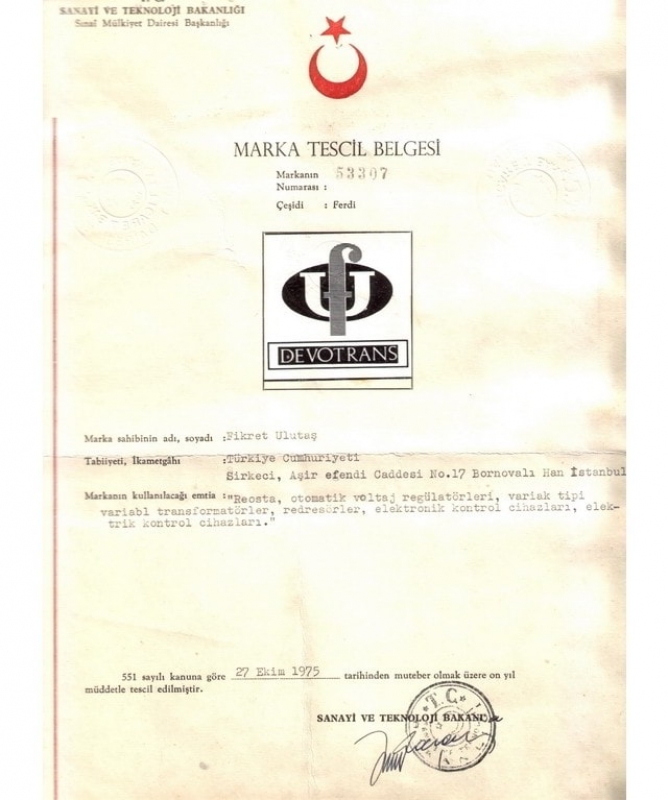 SANAYİ VE TEKNOLOJİ BAKANLIĞI
Sınai Mülkiyet Dairesi Başkanlığı
MARKA TESCİL BELGESİ
Markanın 53307
Numarası :
Çeşidi : Ferdi
UfU
DEVOTRANS
Marka sahibinin adı, soyadı :Fikret Ulutaş
Tabiiyeti, İkametgâhı :Türkiye Cumhuriyeti
Sirkeci, Aşir efendi Caddesi No.17 Bornovalı Han İstanbul
Markanın kullanılacağı emtia :"Reosta, otomatik voltaj regülatörleri, variak tipi
variabl transformatörler, redresörler, elektronik kontrol cihazları, elek-
trik kontrol cihazları."
551 sayılı kanuna göre 27 Ekim 1975 tarihinden muteber olmak üzere on yıl
müddetle tescil edilmiştir.
SANAYİ VE TEKNOLOJİ BAKANI
T.C.